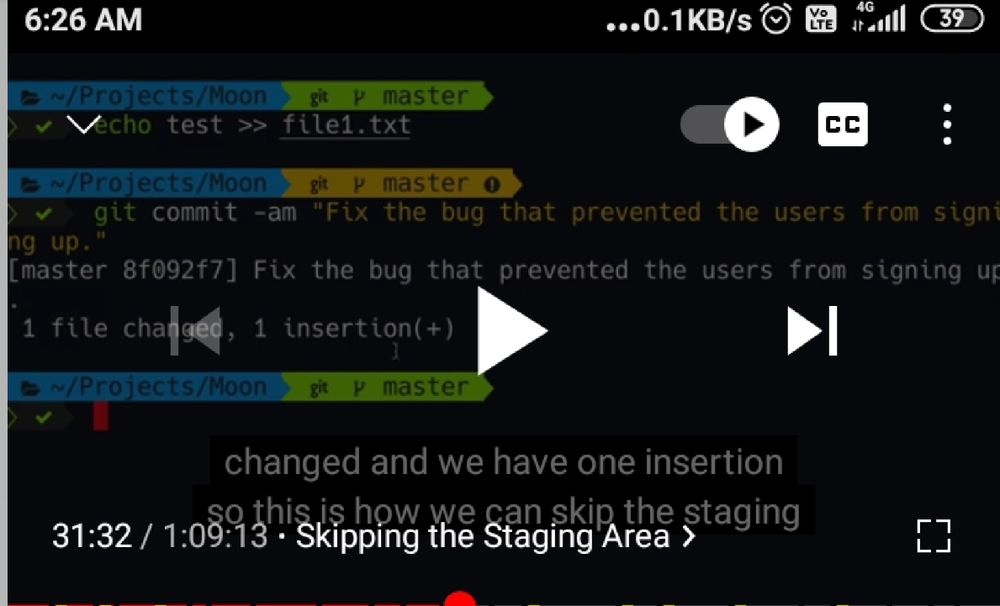 6:26 AM ...0.1KB/s Vo LTE 4G 39
~/Projects/Moon git master
echo test >> file1.txt
CC
~/Projects/Moon git master
git commit -am "Fix the bug that prevented the users from signi
ng up."
[master 8f092f7] Fix the bug that prevented the users from signing up
.
1 file changed, 1 insertion(+)
~/Projects/Moon git master
changed and we have one insertion
so this is how we can skip the staging
31:32 / 1:09:13 · Skipping the Staging Area >